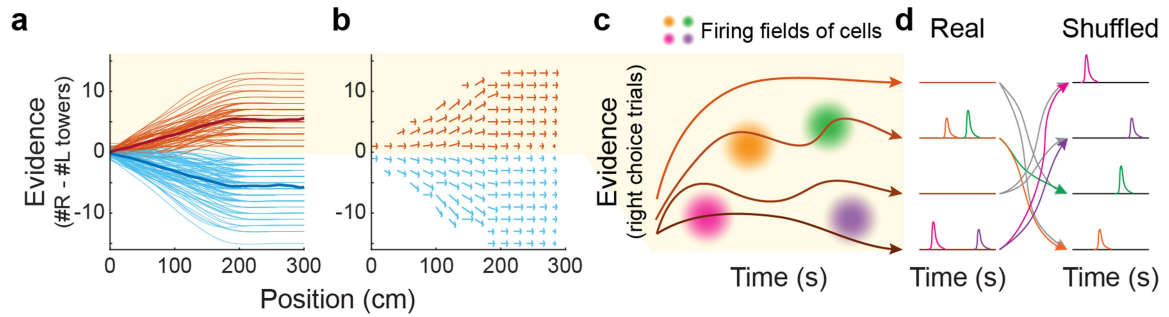 a
b
c
d
Firing fields of cells
Real
Shuffled
Evidence
(#R - #L towers)
10
0
-10
0
100
200
300
10
0
-10
0
100
200
300
Position (cm)
Evidence
(right choice trials)
Time (s)
Time (s)
Time (s)